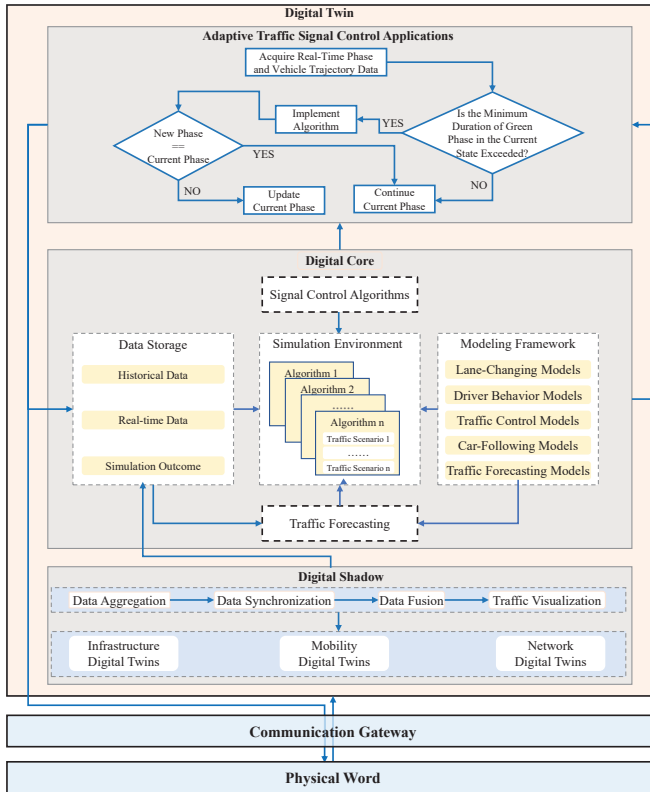 Digital Twin
Adaptive Traffic Signal Control Applications
Acquire Real-Time Phase
and Vehicle Trajectory Data
Implement
Algorithm
YES
Is the Minimum
Duration of Green
Phase in the Current
State Exceeded?
New Phase
==
Current Phase
YES
NO
NO
Update
Current Phase
Continue
Current Phase
Digital Core
Signal Control Algorithms
Data Storage
Historical Data
Real-time Data
Simulation Outcome
Simulation Environment
Algorithm 1
Algorithm 2
......
Algorithm n
Traffic Scenario 1
......
Traffic Scenario n
Modeling Framework
Lane-Changing Models
Driver Behavior Models
Traffic Control Models
Car-Following Models
Traffic Forecasting Models
Traffic Forecasting
Digital Shadow
Data Aggregation
Data Synchronization
Data Fusion
Traffic Visualization
Infrastructure
Digital Twins
Mobility
Digital Twins
Network
Digital Twins
Communication Gateway
Physical Word